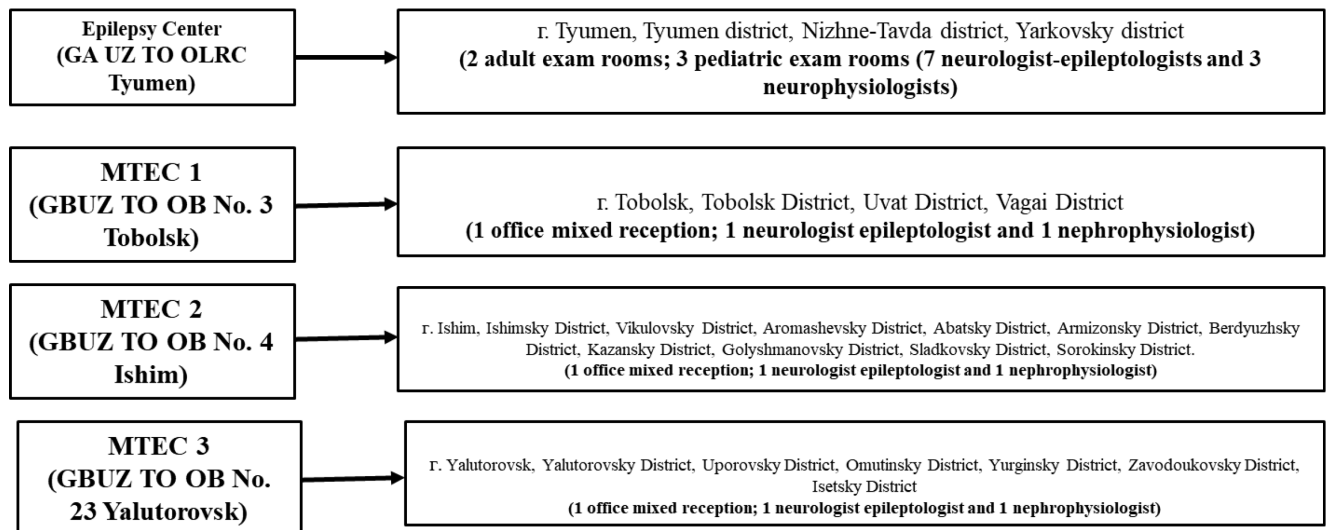 Epilepsy Center
(GA UZ TO OLRC
Tyumen)
г. Tyumen, Tyumen district, Nizhne-Tavda district, Yarkovsky district
(2 adult exam rooms; 3 pediatric exam rooms (7 neurologist-epileptologists and 3
neurophysiologists)
MTEC 1
(GBUZ TO OB No. 3
Tobolsk)
г. Tobolsk, Tobolsk District, Uvat District, Vagai District
(1 office mixed reception; 1 neurologist epileptologist and 1 nephrophysiologist)
MTEC 2
(GBUZ TO OB No. 4
Ishim)
г. Ishim, Ishimsky District, Vikulovsky District, Aromashevsky District, Abatsky District, Armizonsky District, Berdyuzhsky
District, Kazansky District, Golyshmanovsky District, Sladkovsky District, Sorokinsky District.
(1 office mixed reception; 1 neurologist epileptologist and 1 nephrophysiologist)
MTEC 3
(GBUZ TO OB No.
23 Yalutorovsk)
г. Yalutorovsk, Yalutorovsky District, Uporovsky District, Omutinsky District, Yurginsky District, Zavodoukovsky District,
Isetsky District
(1 office mixed reception; 1 neurologist epileptologist and 1 nephrophysiologist)